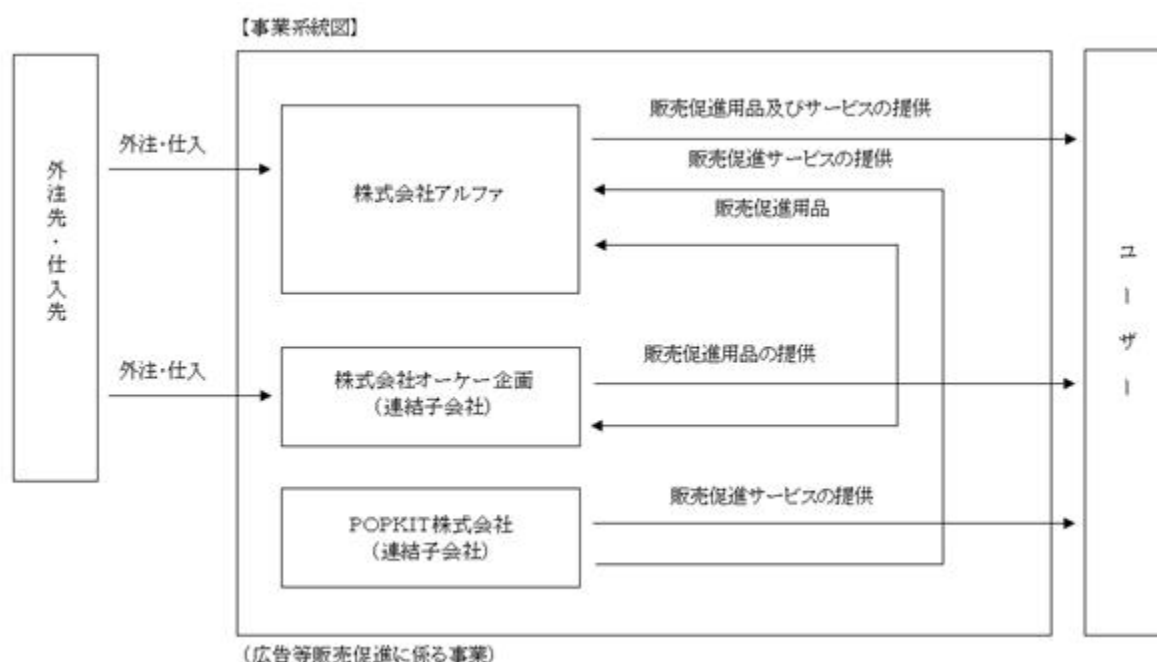 【事業系統図】
外注先・仕入先
外注・仕入
株式会社アルファ
販売促進用品及びサービスの提供
販売促進サービスの提供
販売促進用品
外注・仕入
株式会社オーケー企画
（連結子会社）
販売促進用品の提供
POPKIT株式会社
（連結子会社）
販売促進サービスの提供
ユーザー
（広告等販売促進に係る事業）